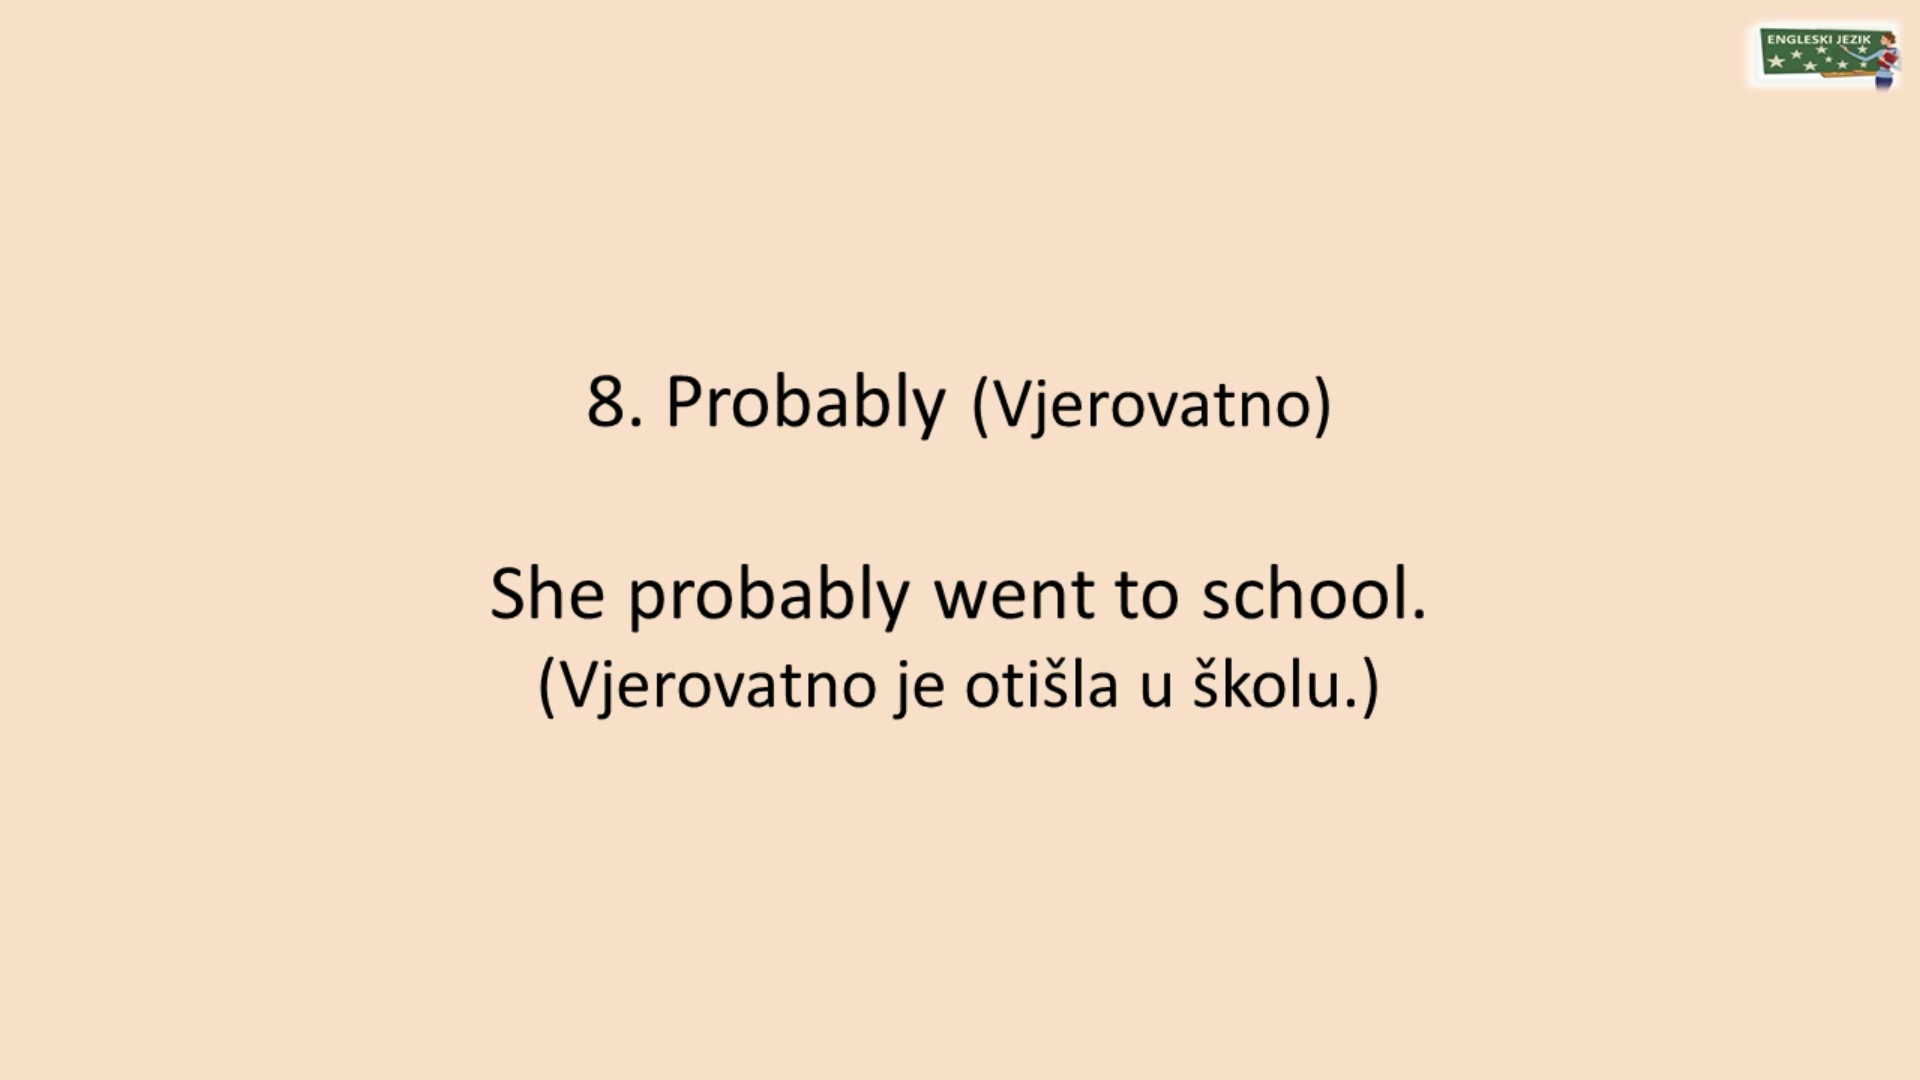 ENGLESKI JEZIK
8. Probably (Vjerovatno)
She probably went to school.
(Vjerovatno je otišla u školu.)